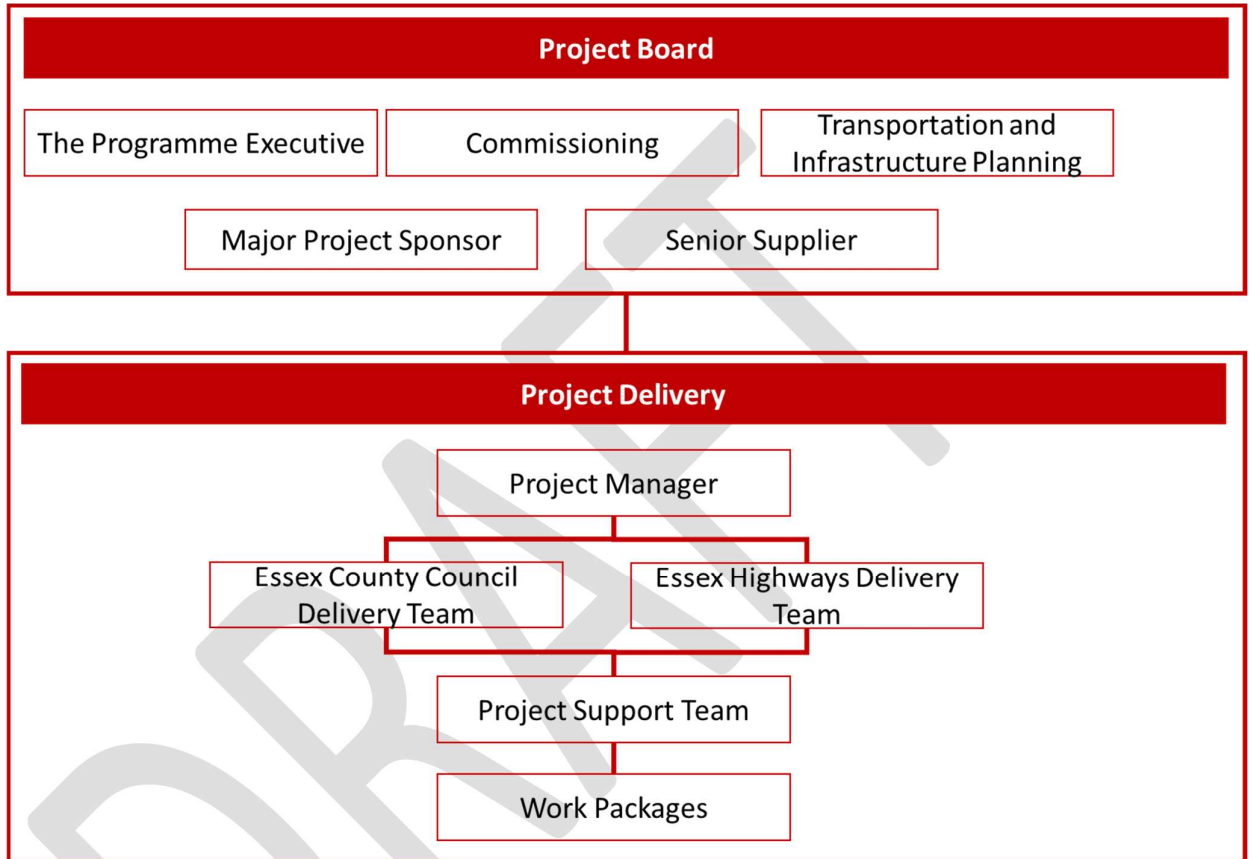 Project Board
The Programme Executive
Commissioning
Transportation and
Infrastructure Planning
Major Project Sponsor
Senior Supplier
Project Delivery
Project Manager
Essex County Council
Delivery Team
Essex Highways Delivery
Team
Project Support Team
Work Packages
DRAFT